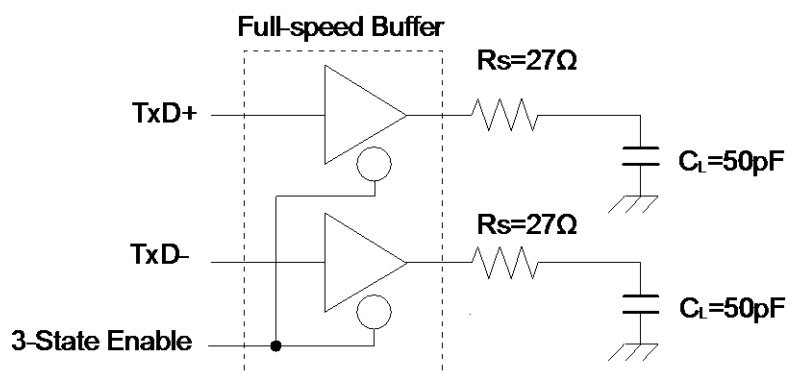 Full-speed Buffer
Rs=27Ω
TxD+
CL=50pF
Rs=27Ω
TxD-
CL=50pF
3-State Enable